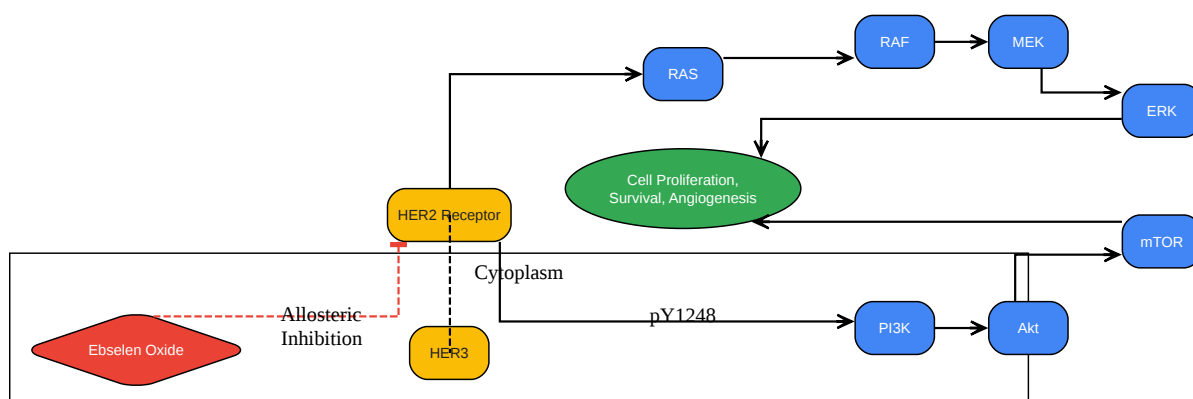 RAF
MEK
RAS
ERK
Cell Proliferation,
Survival, Angiogenesis
HER2 Receptor
mTOR
Cytoplasm
Allosteric
Inhibition
pY1248
PI3K
Akt
Ebselen Oxide
HER3